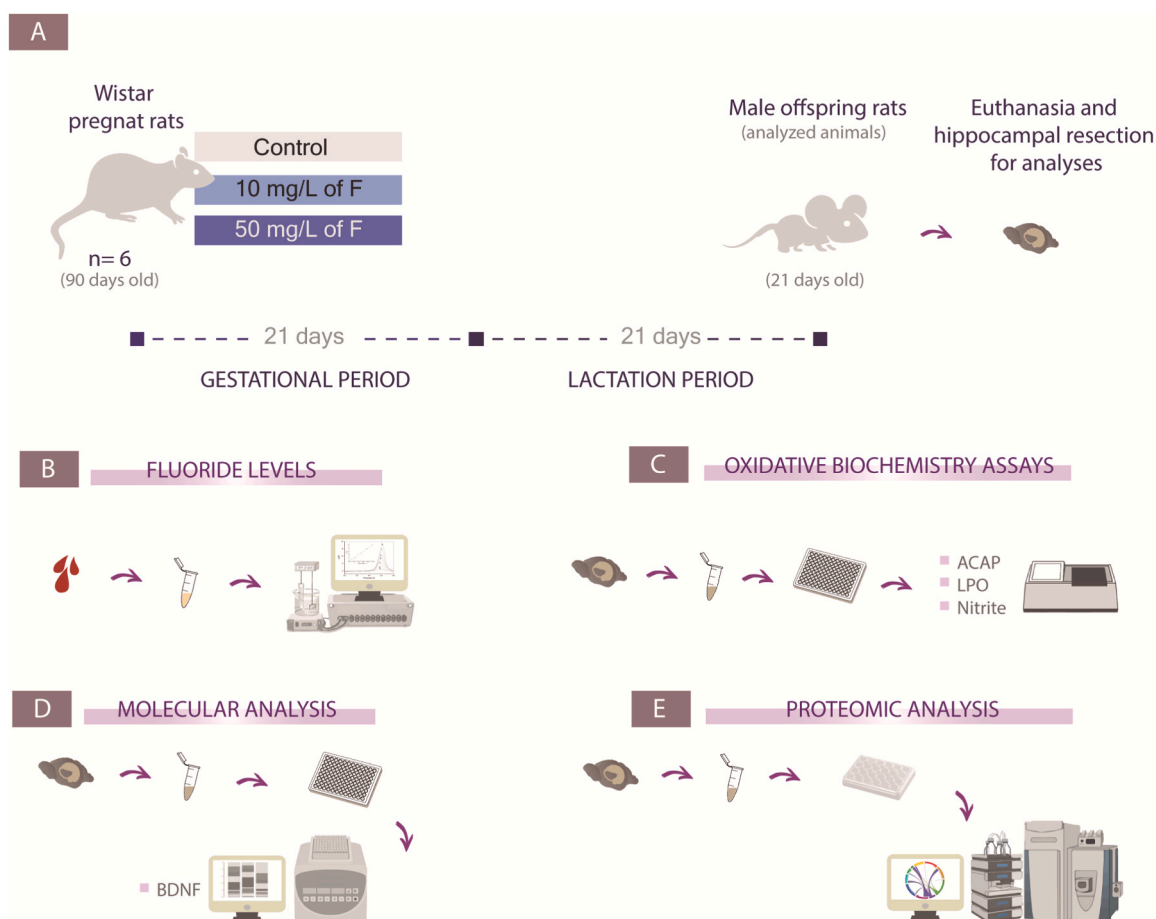 A
Wistar
pregnat rats
Control
10 mg/L of F
50 mg/L of F
n= 6
(90 days old)
Male offspring rats
(analyzed animals)
(21 days old)
Euthanasia and
hippocampal resection
for analyses
21 days
21 days
GESTATIONAL PERIOD
LACTATION PERIOD
B
FLUORIDE LEVELS
C
OXIDATIVE BIOCHEMISTRY ASSAYS
ACAP
LPO
Nitrite
D
MOLECULAR ANALYSIS
BDNF
E
PROTEOMIC ANALYSIS